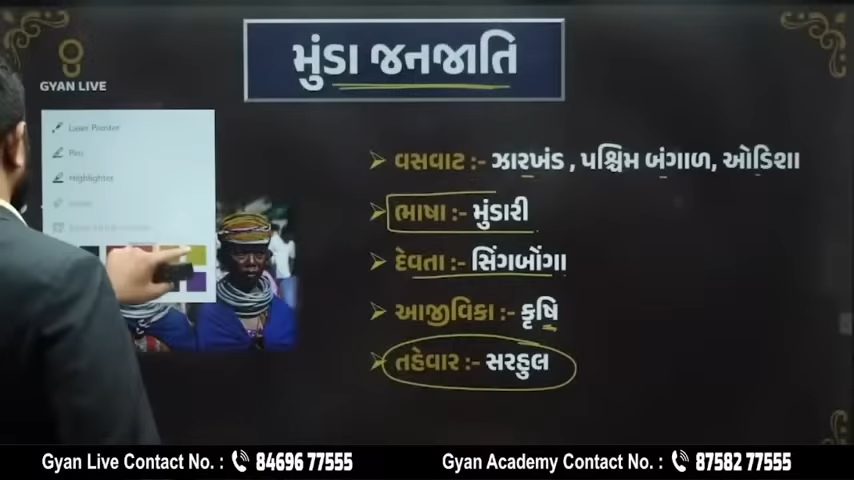 મુંડા જનજાતિ
GYAN LIVE
Laser Pointer
Pen
Highlighter
વસવાટ :- ઝારખંડ , પશ્ચિમ બંગાળ, ઓડિશા
ભાષા :- મુંડારી
દેવતા :- સિંગબોંગા
આજીવિકા :- કૃષિ
તહેવાર :- સરહુલ
Gyan Live Contact No. : 84696 77555
Gyan Academy Contact No. : 87582 77555